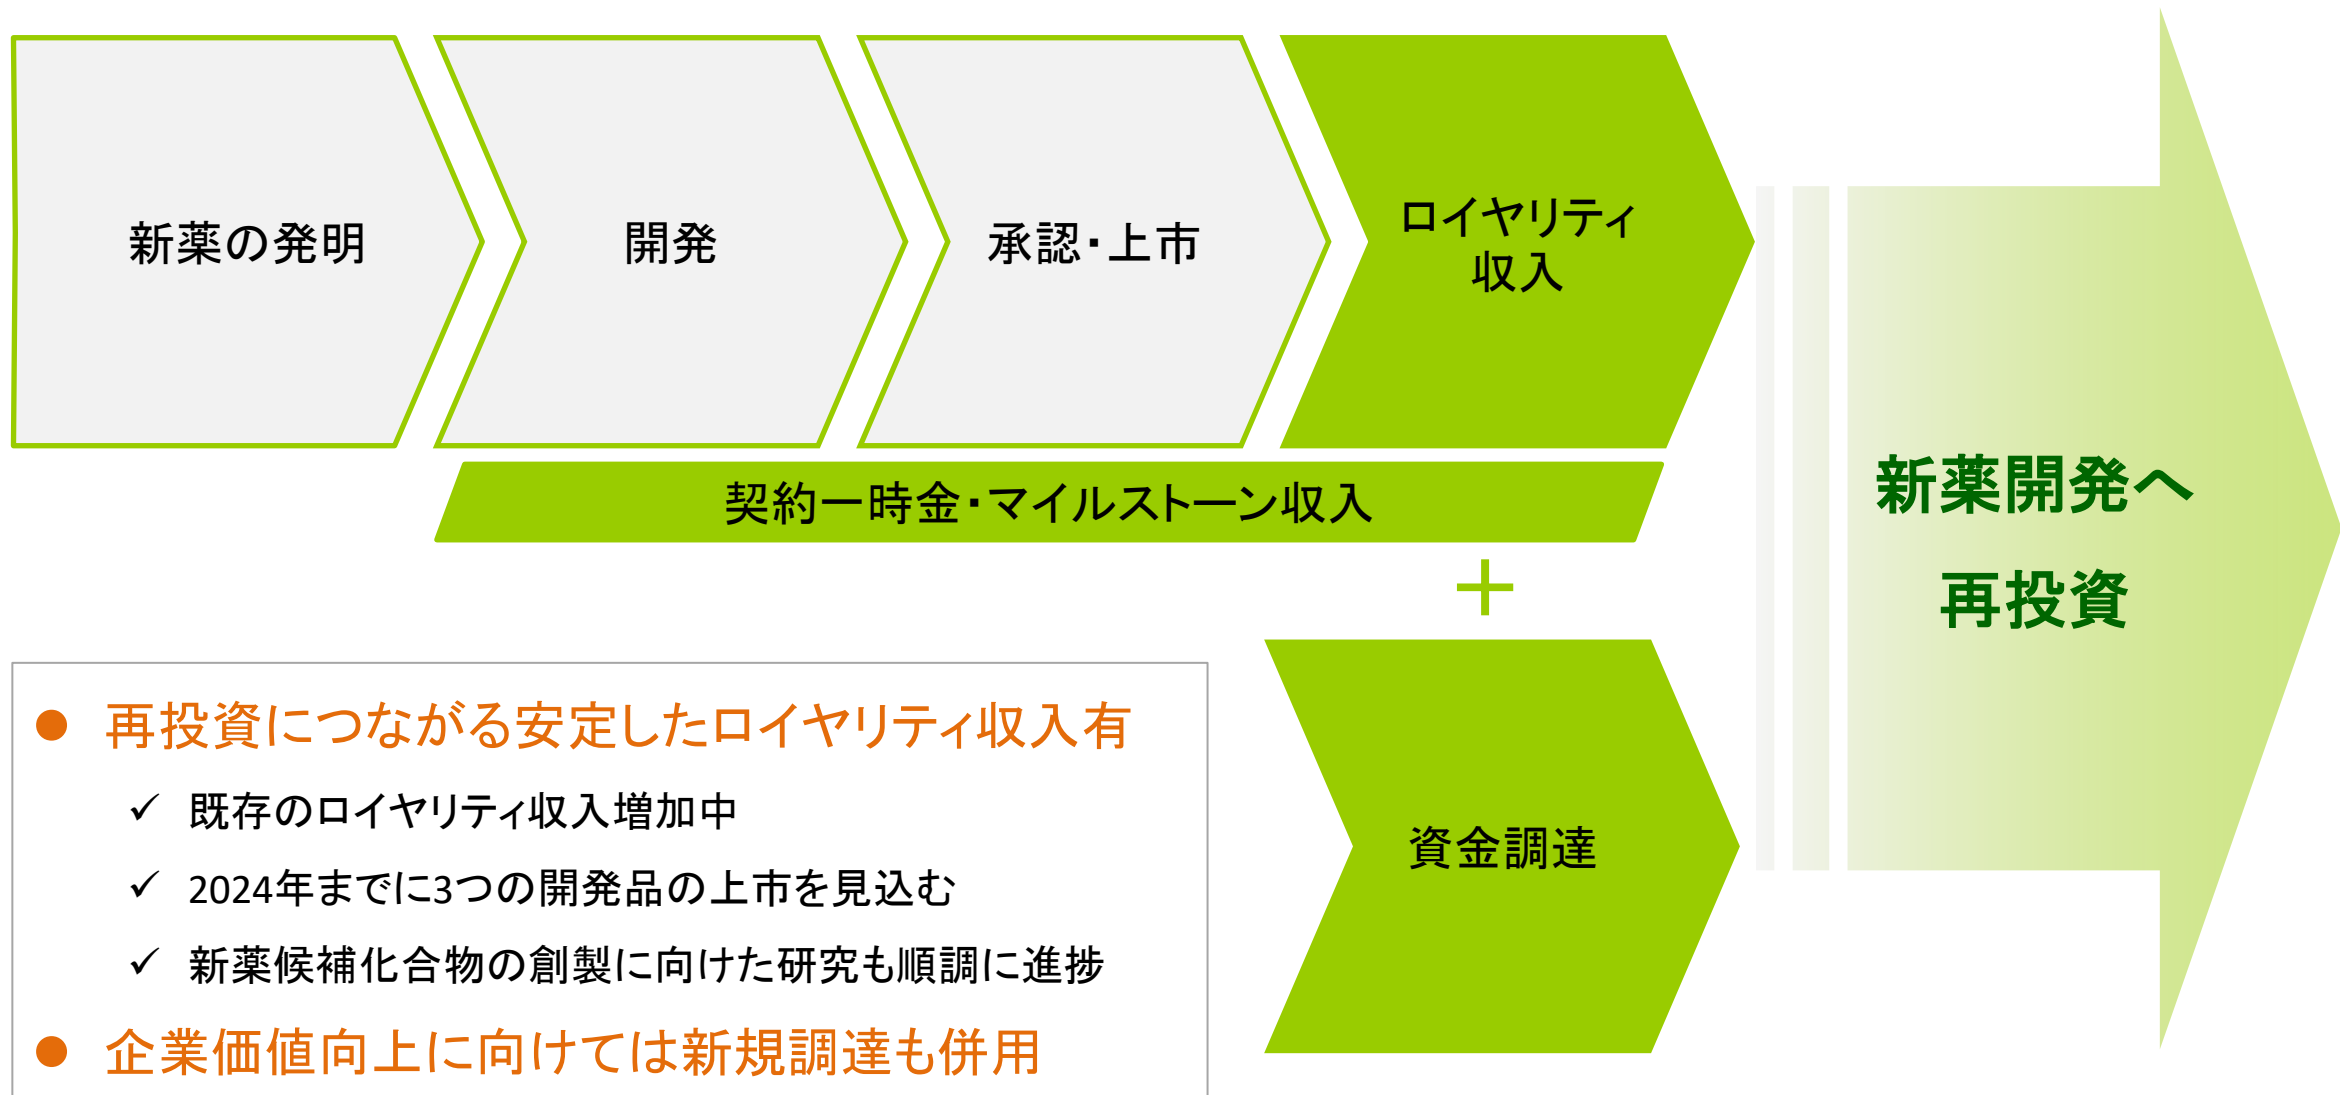 新薬の発明
開発
承認・上市
ロイヤリティ
収入
契約一時金・マイルストーン収入
+
資金調達
新薬開発へ
再投資
● 再投資につながる安定したロイヤリティ収入有
✓ 既存のロイヤリティ収入増加中
✓ 2024年までに3つの開発品の上市を見込む
✓ 新薬候補化合物の創製に向けた研究も順調に進捗
● 企業価値向上に向けては新規調達も併用